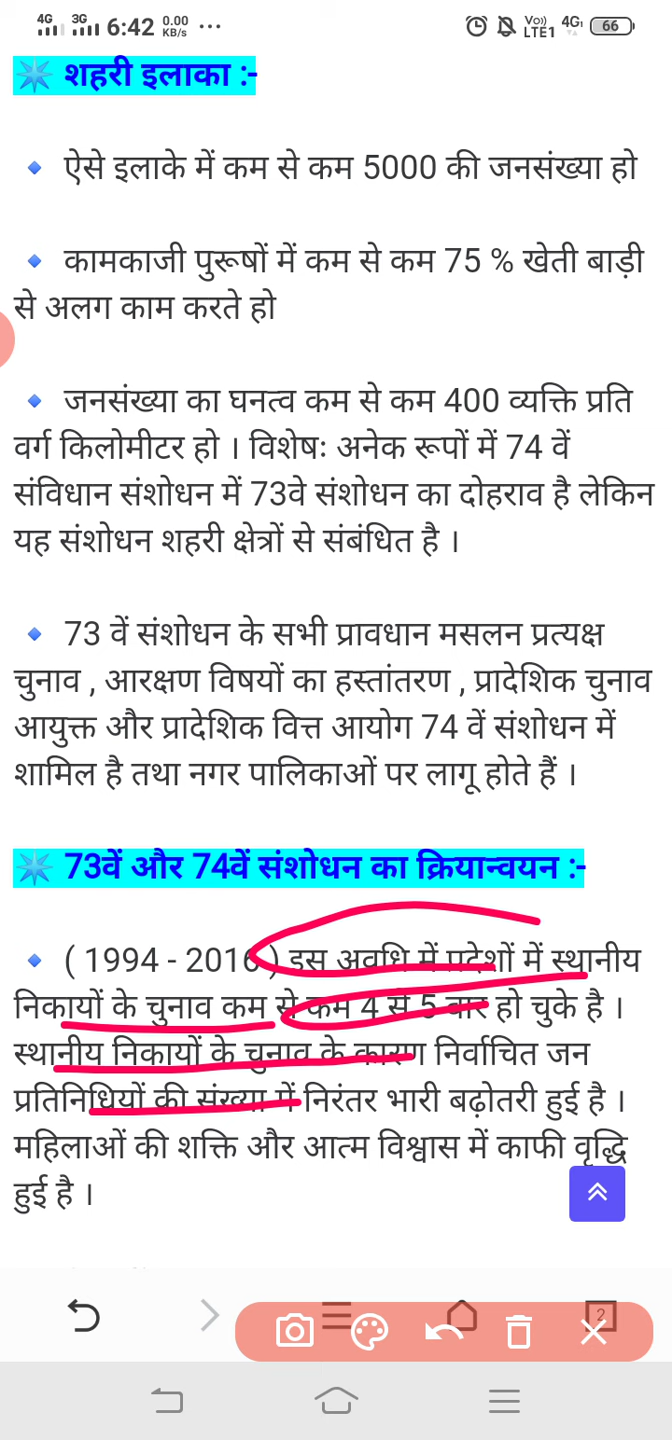 4G 3G 6:42 0.00 KB/s ... Vo)) LTE1 4G 66
शहरी इलाका :-
ऐसे इलाके में कम से कम 5000 की जनसंख्या हो
कामकाजी पुरूषों में कम से कम 75 % खेती बाड़ी
से अलग काम करते हो
जनसंख्या का घनत्व कम से कम 400 व्यक्ति प्रति
वर्ग किलोमीटर हो । विशेषः अनेक रूपों में 74 वें
संविधान संशोधन में 73वे संशोधन का दोहराव है लेकिन
यह संशोधन शहरी क्षेत्रों से संबंधित है ।
73 वें संशोधन के सभी प्रावधान मसलन प्रत्यक्ष
चुनाव , आरक्षण विषयों का हस्तांतरण , प्रादेशिक चुनाव
आयुक्त और प्रादेशिक वित्त आयोग 74 वें संशोधन में
शामिल है तथा नगर पालिकाओं पर लागू होते हैं ।
73वें और 74वें संशोधन का क्रियान्वयन :-
( 1994 - 2016 ) इस अवधि में प्रदेशों में स्थानीय
निकायों के चुनाव कम से कम 4 से 5 बार हो चुके है ।
स्थानीय निकायों के चुनाव के कारण निर्वाचित जन
प्रतिनिधियों की संख्या में निरंतर भारी बढ़ोतरी हुई है ।
महिलाओं की शक्ति और आत्म विश्वास में काफी वृद्धि
हुई है ।
2